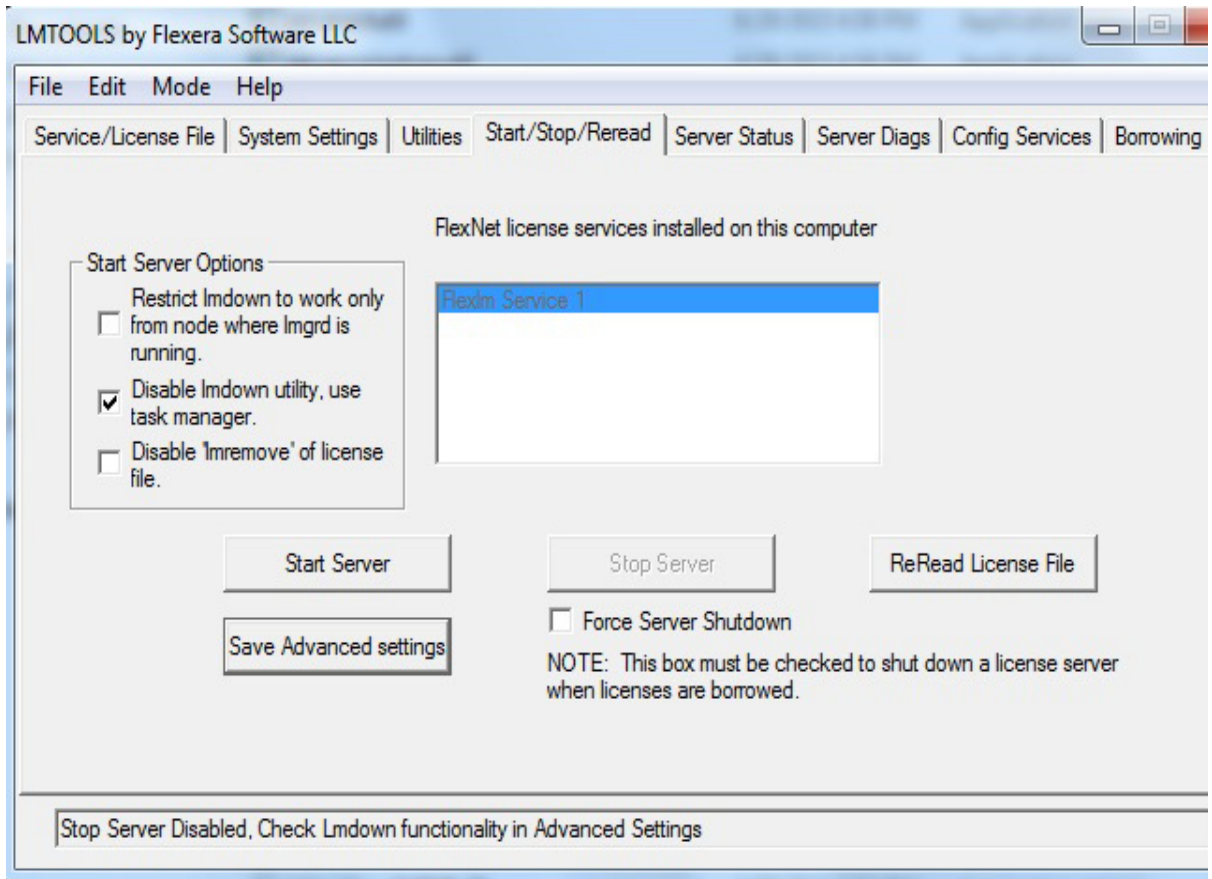 LMTOOLS by Flexera Software LLC
File Edit Mode Help
Service/License File System Settings Utilities Start/Stop/Reread Server Status Server Diags Config Services Borrowing
FlexNet license services installed on this computer
Start Server Options
Restrict lmdown to work only
from node where lmgrd is
running.
Flexlm Service 1
Disable lmdown utility, use
task manager.
Disable 'lmremove' of license
file.
Start Server Stop Server ReRead License File
Save Advanced settings
Force Server Shutdown
NOTE: This box must be checked to shut down a license server
when licenses are borrowed.
Stop Server Disabled, Check Lmdown functionality in Advanced Settings